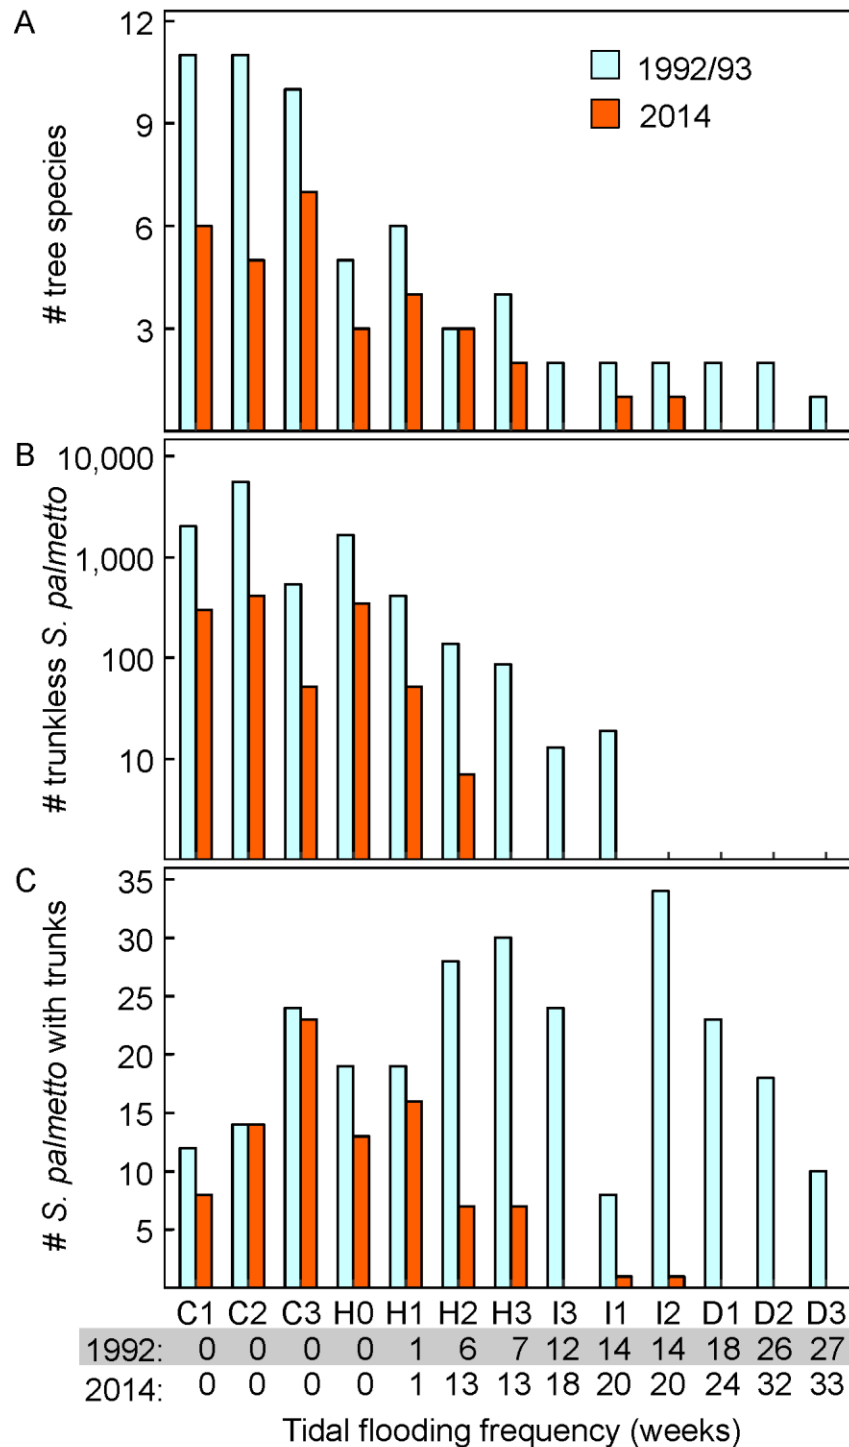 A
12
9
6
3
# tree species
1992/93
2014
B
10,000
1,000
100
10
# trunkless S. palmetto
C
35
30
25
20
15
10
5
# S. palmetto with trunks
C1 C2 C3 H0 H1 H2 H3 I3 I1 I2 D1 D2 D3
1992: 0 0 0 0 1 6 7 12 14 14 18 26 27
2014: 0 0 0 0 1 13 13 18 20 20 24 32 33
Tidal flooding frequency (weeks)